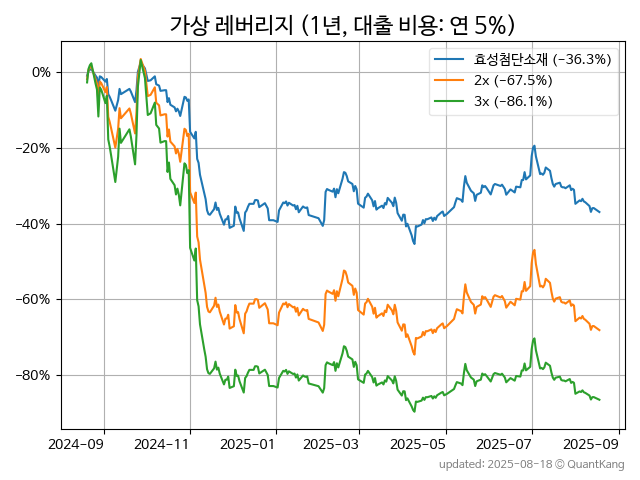 가상 레버리지 (1년, 대출 비용: 연 5%)
효성첨단소재 (−36.3%)
2x (−67.5%)
3x (−86.1%)
0%
−20%
−40%
−60%
−80%
2024-09 2024-11 2025-01 2025-03 2025-05 2025-07 2025-09
updated: 2025-08-18 © QuantKang